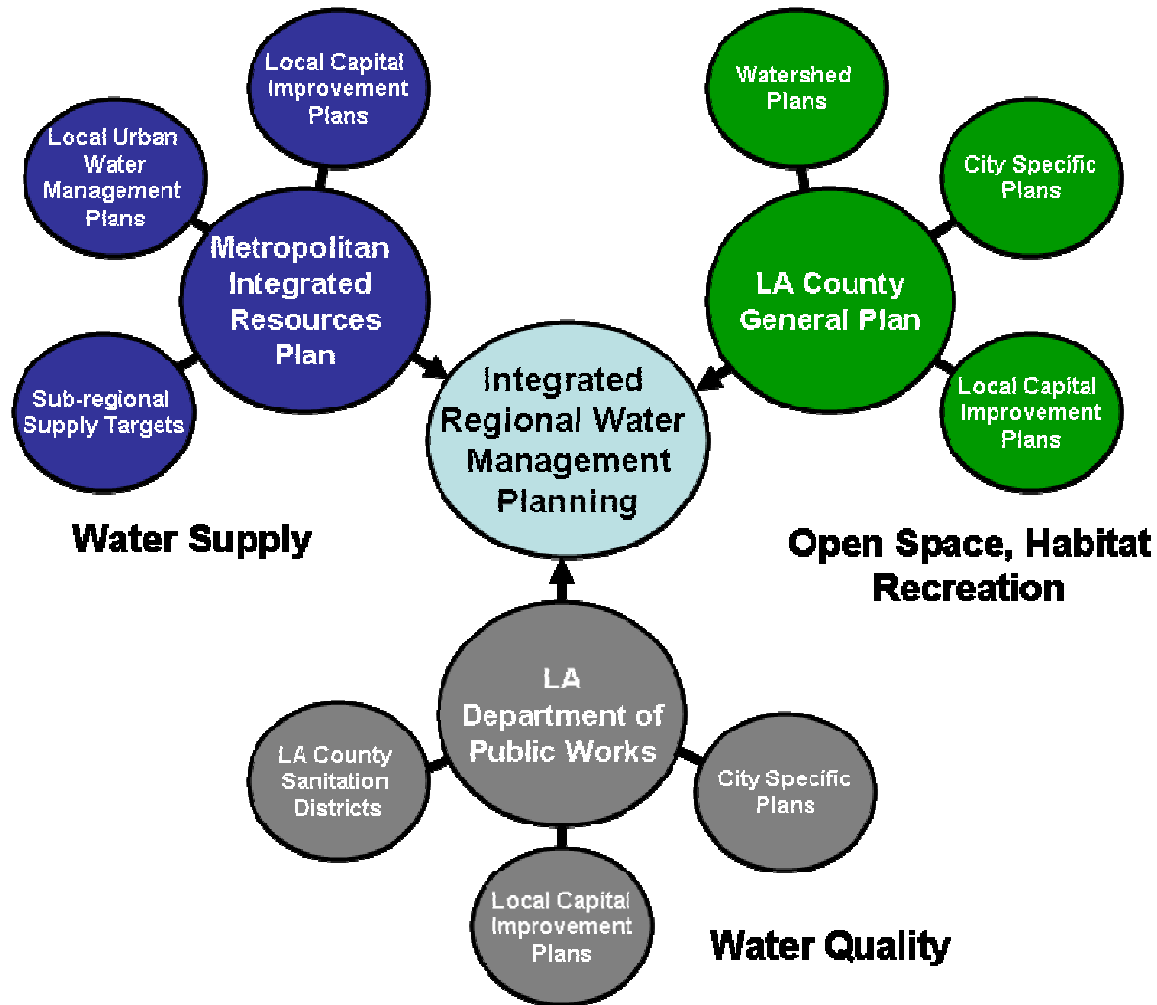 Local Capital
Improvement
Plans
Local Urban
Water
Management
Plans
Metropolitan
Integrated
Resources
Plan
Sub-regional
Supply Targets
Water Supply
Watershed
Plans
City Specific
Plans
LA County
General Plan
Local Capital
Improvement
Plans
Open Space, Habitat
Recreation
Integrated
Regional Water
Management
Planning
LA
Department of
Public Works
LA County
Sanitation
Districts
City Specific
Plans
Local Capital
Improvement
Plans
Water Quality